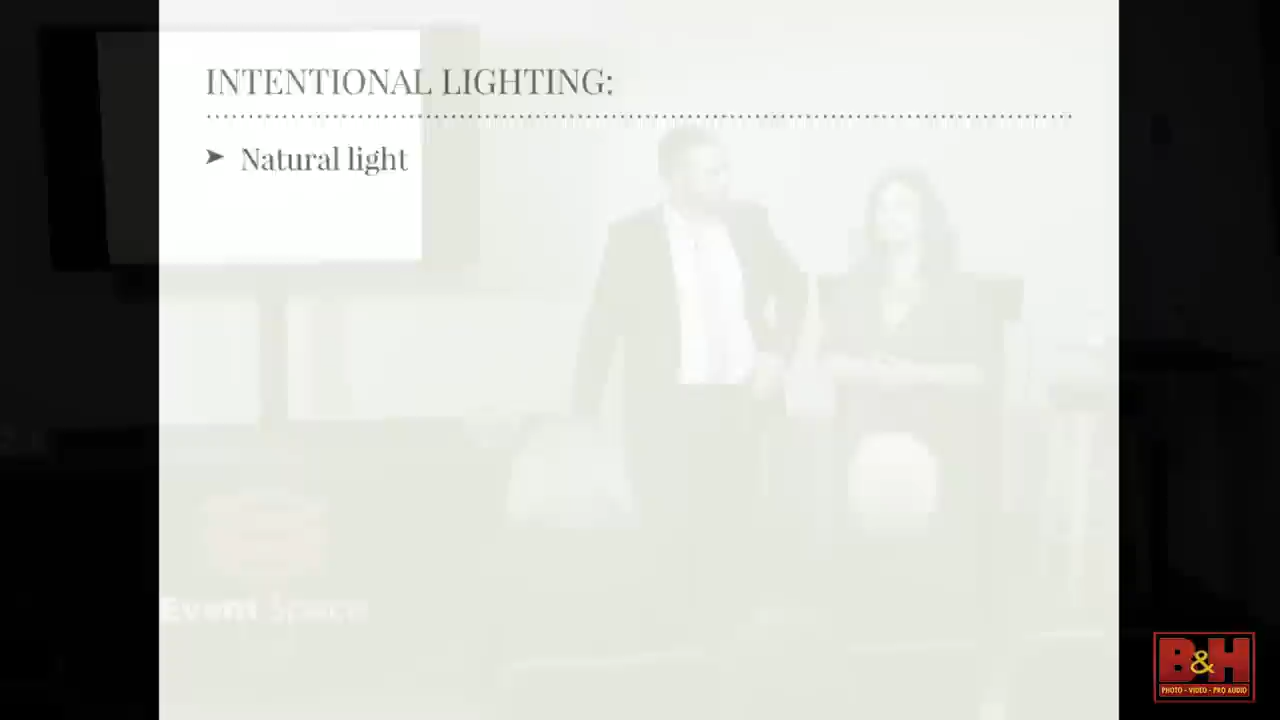 INTENTIONAL LIGHTING:
➤ Natural light
Event Space
B&H
PHOTO - VIDEO - PRO AUDIO